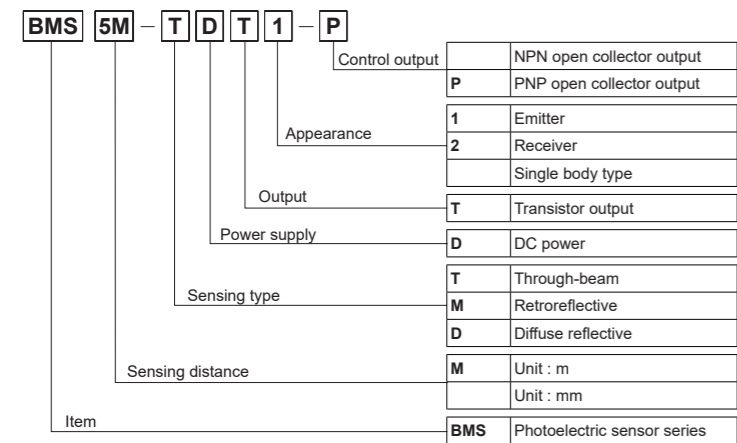 BMS 5M – T D T 1 – P
Control output
NPN open collector output
P PNP open collector output
Appearance
1 Emitter
2 Receiver
Single body type
Output
T Transistor output
Power supply
D DC power
Sensing type
T Through-beam
M Retroreflective
D Diffuse reflective
Sensing distance
M Unit : m
Unit : mm
Item
BMS Photoelectric sensor series